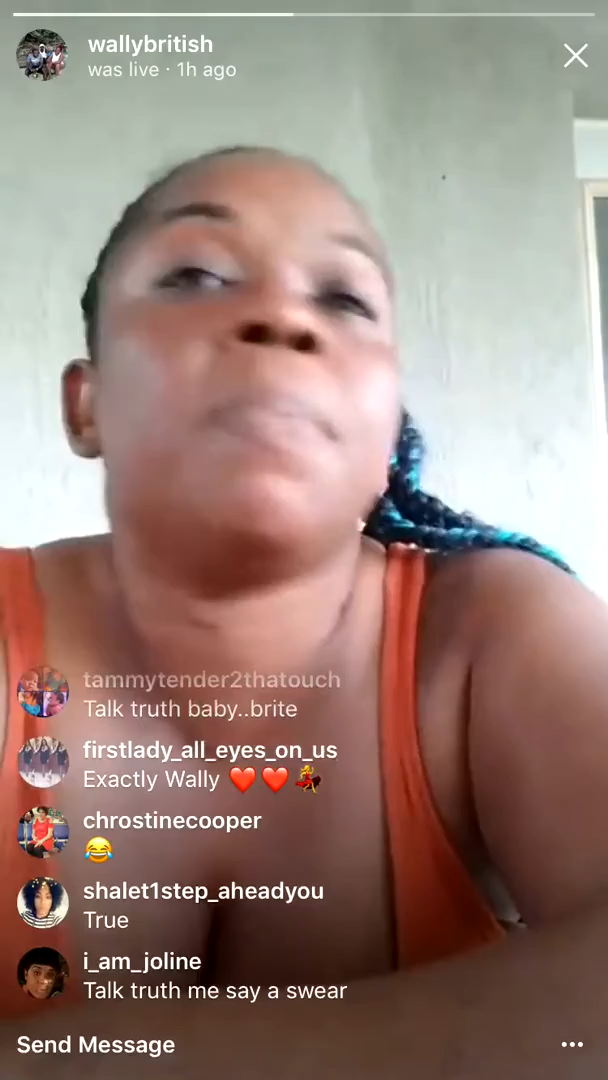 wallybritish
was live · 1h ago
tammytender2thatouch
Talk truth baby..brite
firstlady_all_eyes_on_us
Exactly Wally ❤️❤️💃
chrostinecooper
😂
shalet1step_aheadyou
True
i_am_joline
Talk truth me say a swear
Send Message